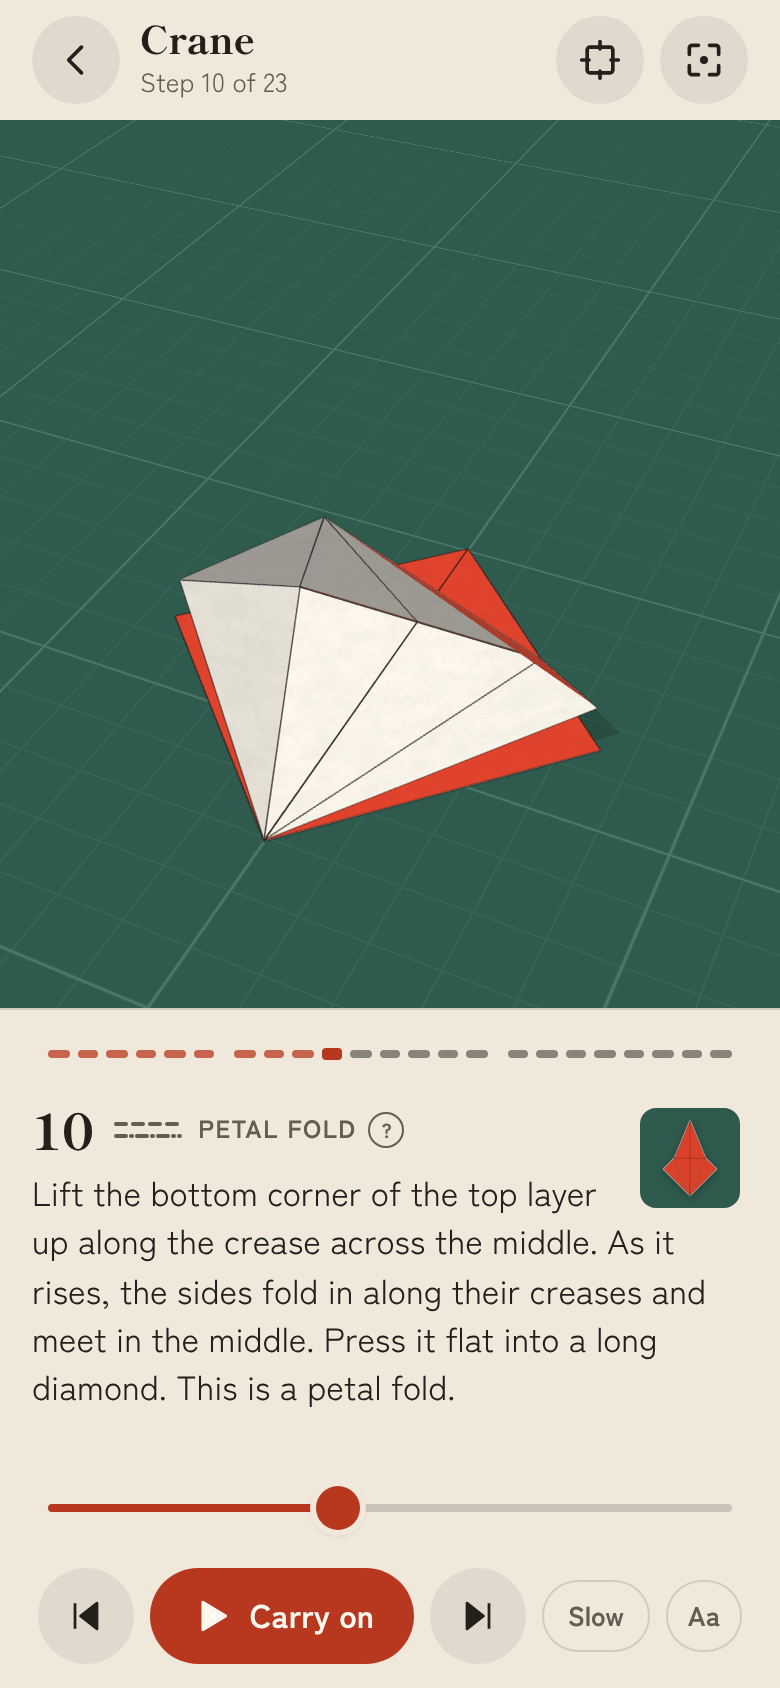 Crane
Step 10 of 23
10 PETAL FOLD ?
Lift the bottom corner of the top layer
up along the crease across the middle. As it
rises, the sides fold in along their creases and
meet in the middle. Press it flat into a long
diamond. This is a petal fold.
Carry on
Slow
Aa